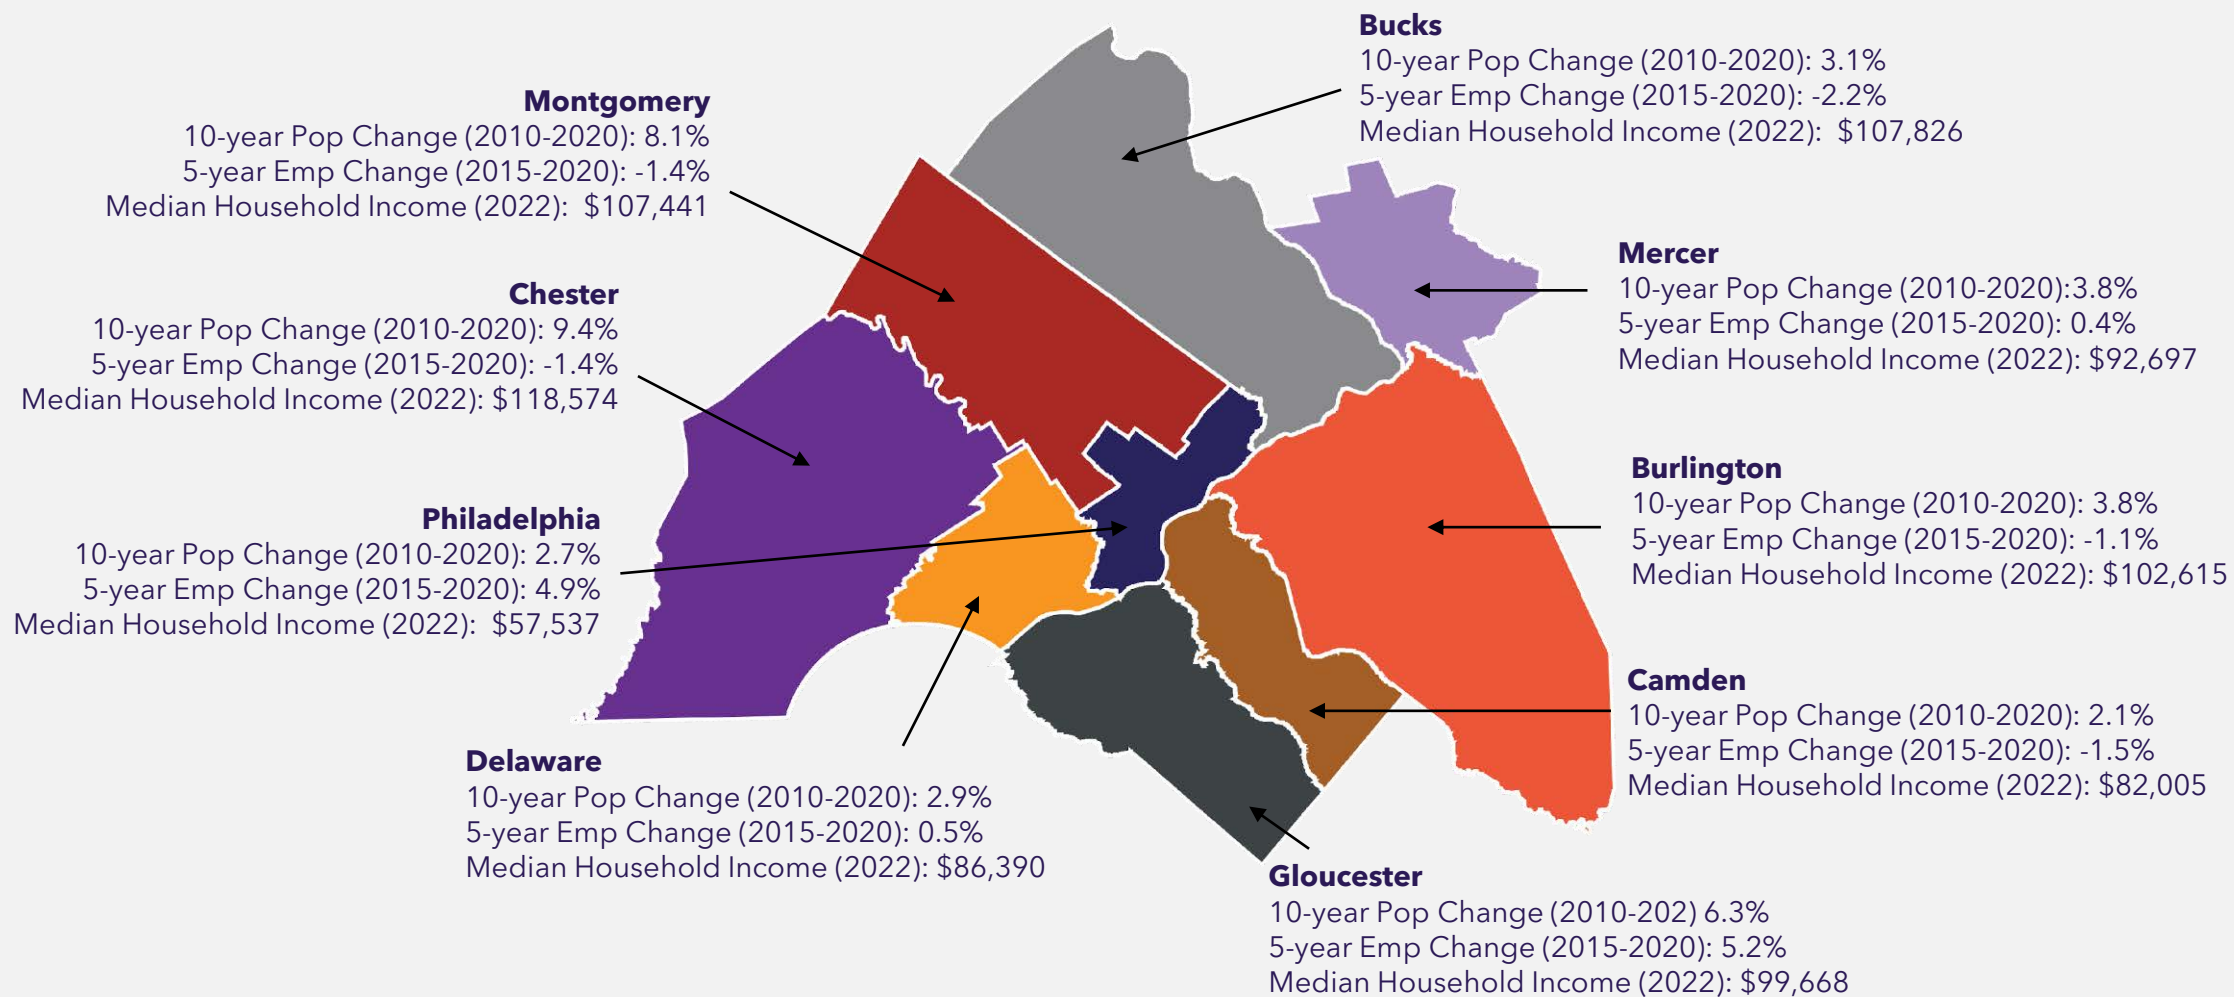 Bucks
10-year Pop Change (2010-2020): 3.1%
5-year Emp Change (2015-2020): -2.2%
Median Household Income (2022): $107,826
Montgomery
10-year Pop Change (2010-2020): 8.1%
5-year Emp Change (2015-2020): -1.4%
Median Household Income (2022): $107,441
Mercer
10-year Pop Change (2010-2020):3.8%
5-year Emp Change (2015-2020): 0.4%
Median Household Income (2022): $92,697
Chester
10-year Pop Change (2010-2020): 9.4%
5-year Emp Change (2015-2020): -1.4%
Median Household Income (2022): $118,574
Burlington
10-year Pop Change (2010-2020): 3.8%
5-year Emp Change (2015-2020): -1.1%
Median Household Income (2022): $102,615
Philadelphia
10-year Pop Change (2010-2020): 2.7%
5-year Emp Change (2015-2020): 4.9%
Median Household Income (2022): $57,537
Camden
10-year Pop Change (2010-2020): 2.1%
5-year Emp Change (2015-2020): -1.5%
Median Household Income (2022): $82,005
Delaware
10-year Pop Change (2010-2020): 2.9%
5-year Emp Change (2015-2020): 0.5%
Median Household Income (2022): $86,390
Gloucester
10-year Pop Change (2010-202) 6.3%
5-year Emp Change (2015-2020): 5.2%
Median Household Income (2022): $99,668